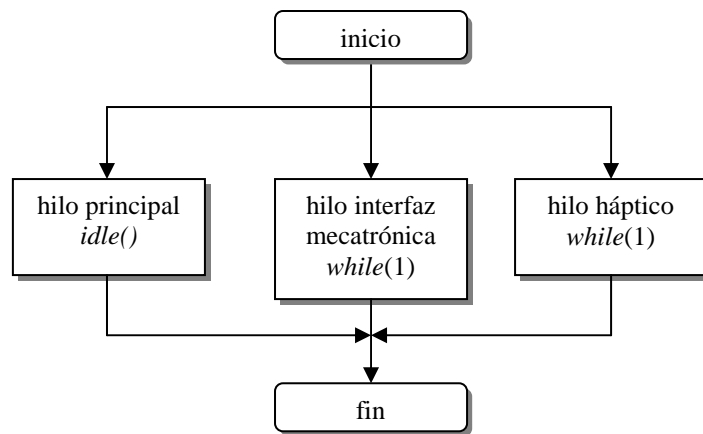 inicio
hilo principal
idle()
hilo interfaz
mecatrónica
while(1)
hilo háptico
while(1)
fin